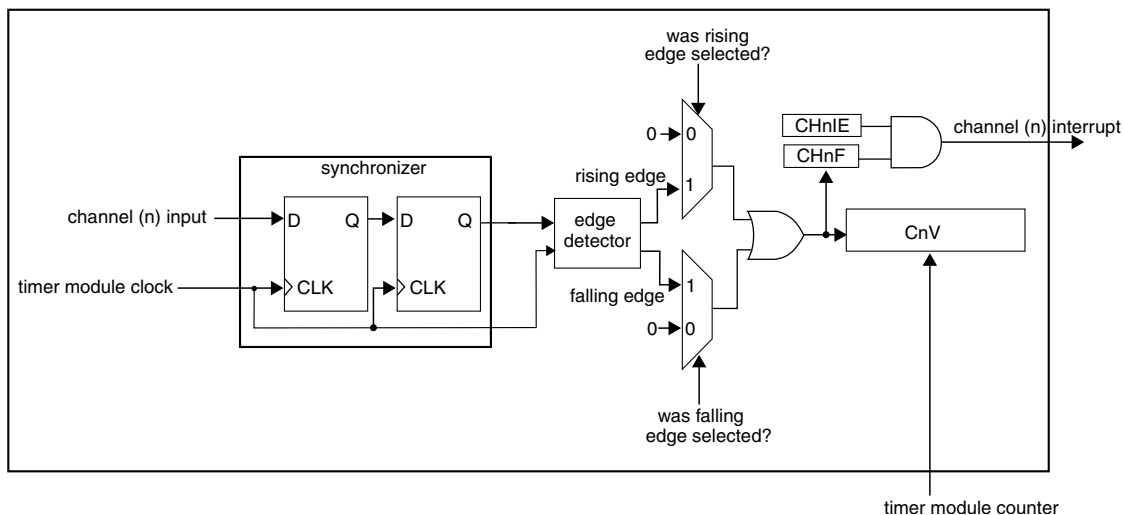 was rising
edge selected?
CHnIE
channel (n) interrupt
0
0
CHnF
synchronizer
rising edge
1
channel (n) input
D
Q
D
Q
edge
detector
CnV
timer module clock
CLK
CLK
falling edge
1
0
0
was falling
edge selected?
timer module counter